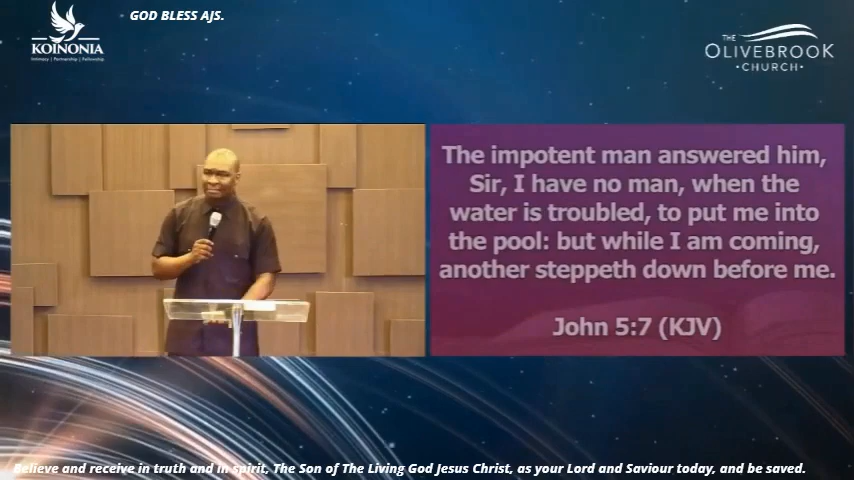 GOD BLESS AJS.
KOINONIA
Intimacy | Partnership | Fellowship
THE
OLIVEBROOK
·CHURCH·
The impotent man answered him,
Sir, I have no man, when the
water is troubled, to put me into
the pool: but while I am coming,
another steppeth down before me.
John 5:7 (KJV)
Believe and receive in truth and in spirit, The Son of The Living God Jesus Christ, as your Lord and Saviour today, and be saved.